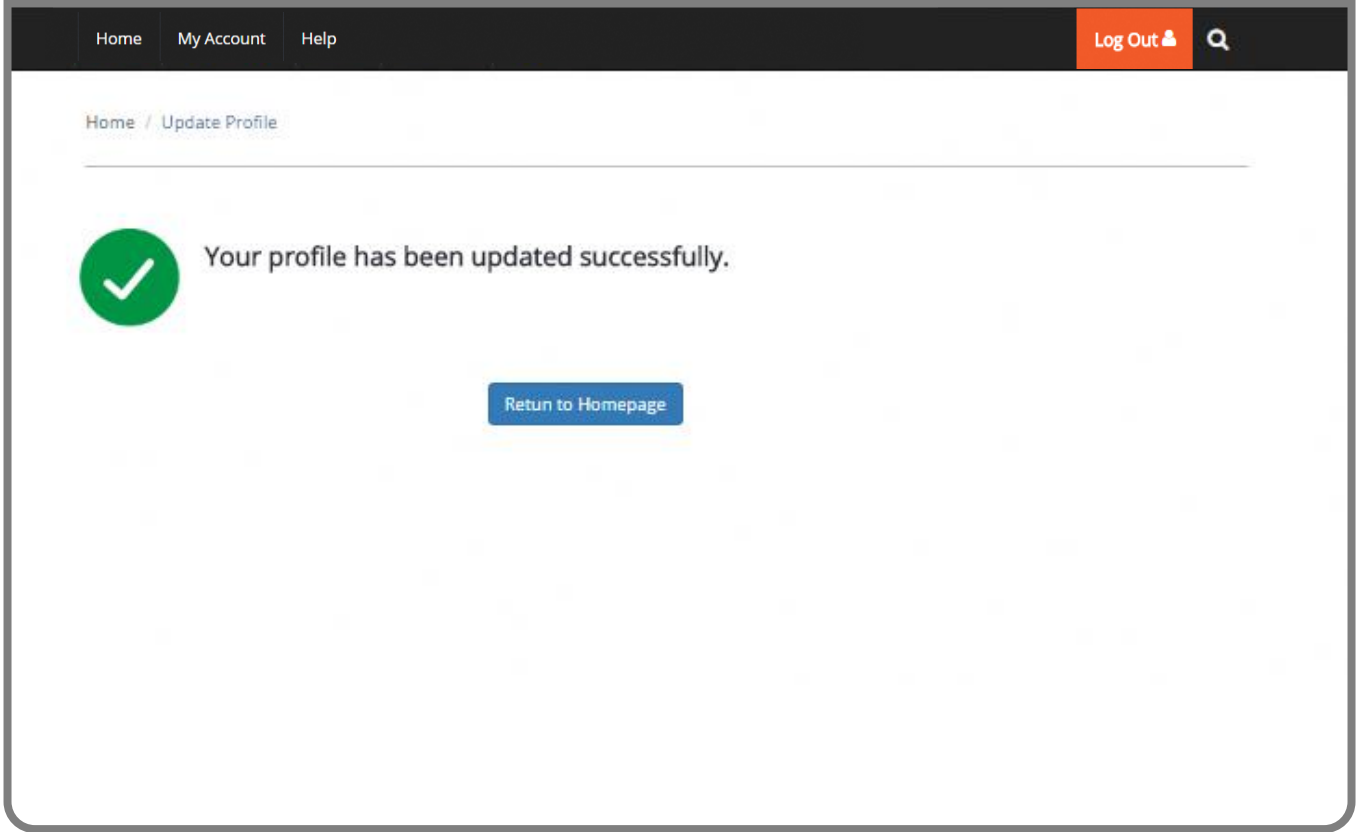 Home My Account Help Log Out
Home / Update Profile
Your profile has been updated successfully.
Retun to Homepage